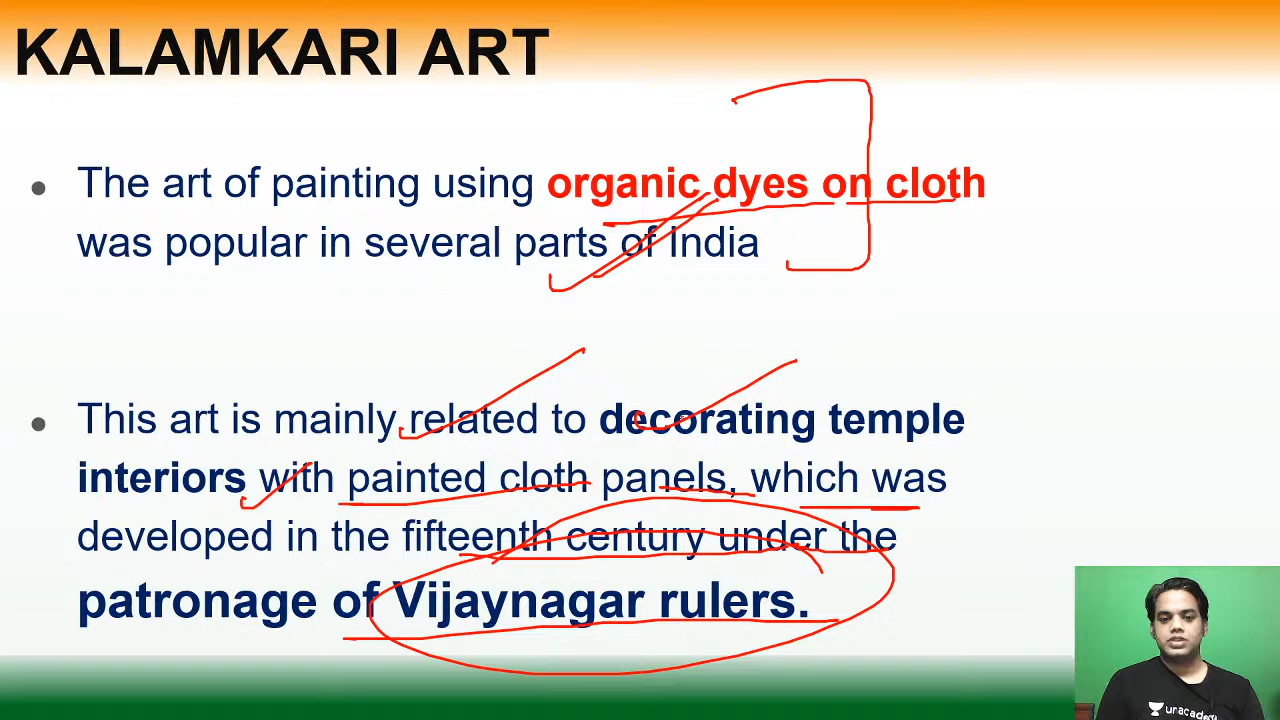 KALAMKARI ART
• The art of painting using organic dyes on cloth
was popular in several parts of India
• This art is mainly related to decorating temple
interiors with painted cloth panels, which was
developed in the fifteenth century under the
patronage of Vijaynagar rulers.